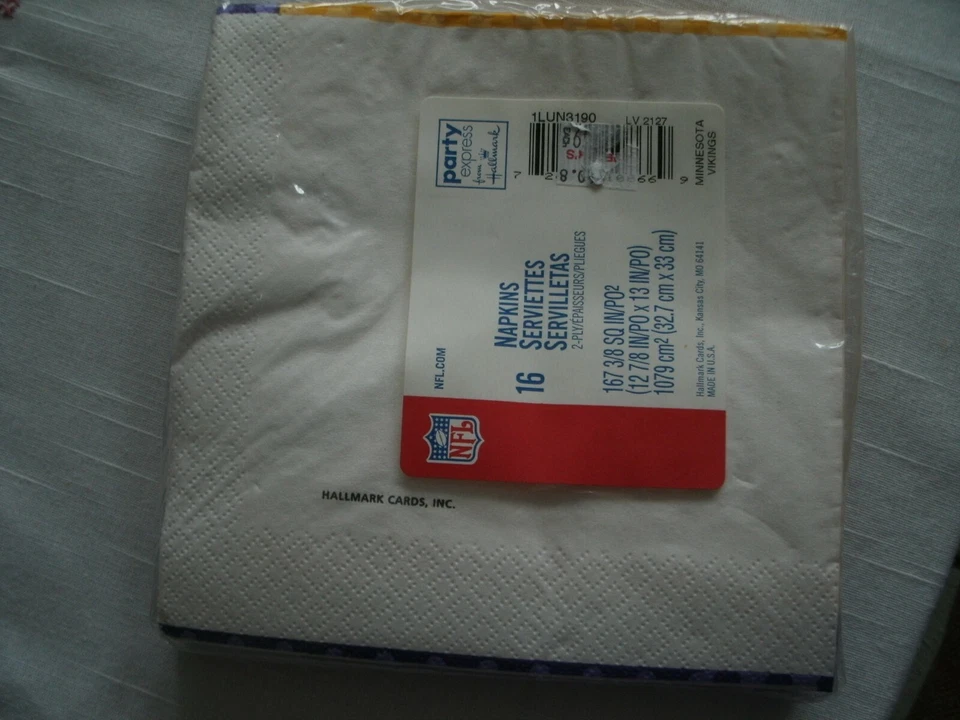 party
express
from
Hallmark
1LUN3190
LV 2127
MINNESOTA
VIKINGS
NFL.COM
NFL
16
NAPKINS
SERVIETTES
SERVILLETAS
2-PLY/ÉPAISSEURS/PLIEGUES
167 3/8 SQ IN/PO²
(12 7/8 IN/PO x 13 IN/PO)
1079 cm² (32.7 cm x 33 cm)
Hallmark Cards, Inc., Kansas City, MO 64141
MADE IN U.S.A.
HALLMARK CARDS, INC.